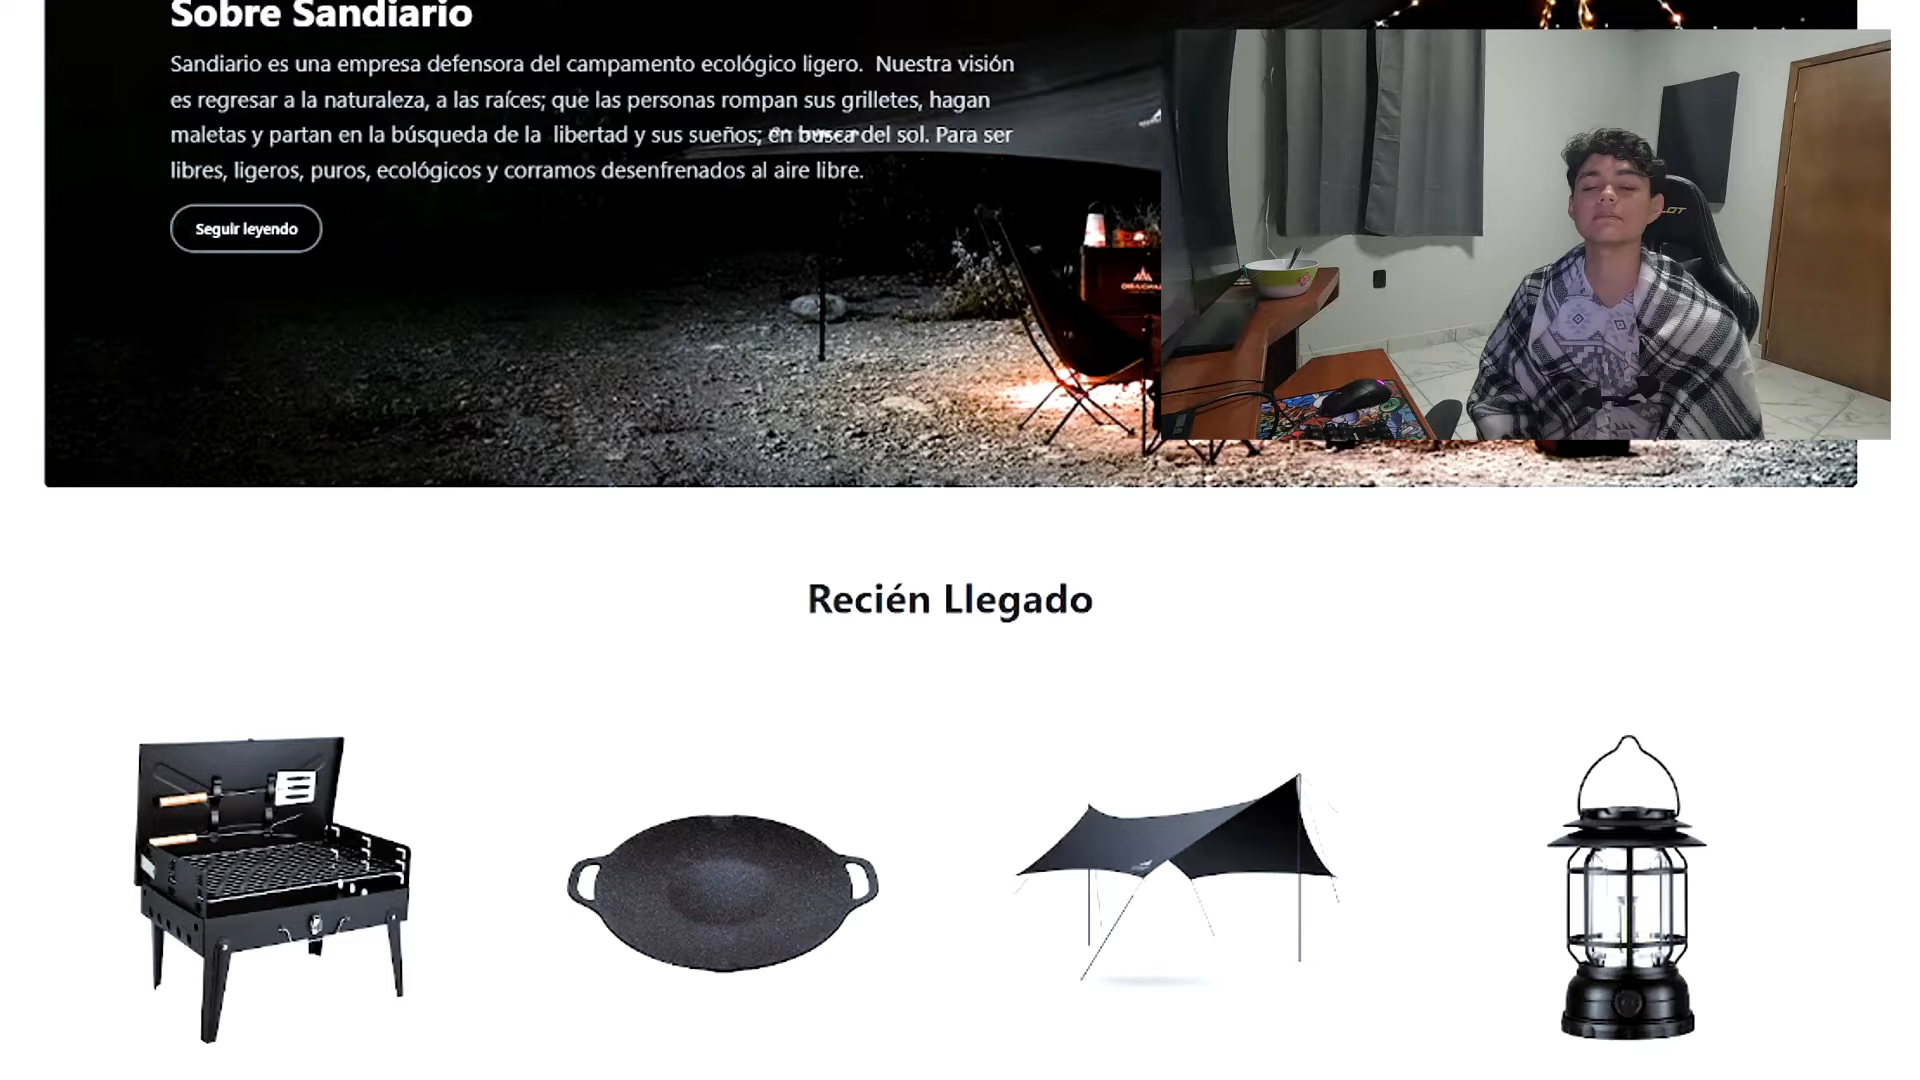 Sobre Sandiario
Sandiario es una empresa defensora del campamento ecológico ligero. Nuestra visión
es regresar a la naturaleza, a las raíces; que las personas rompan sus grilletes, hagan
maletas y partan en la búsqueda de la libertad y sus sueños; en busca del sol. Para ser
libres, ligeros, puros, ecológicos y corramos desenfrenados al aire libre.
Seguir leyendo
Recién Llegado